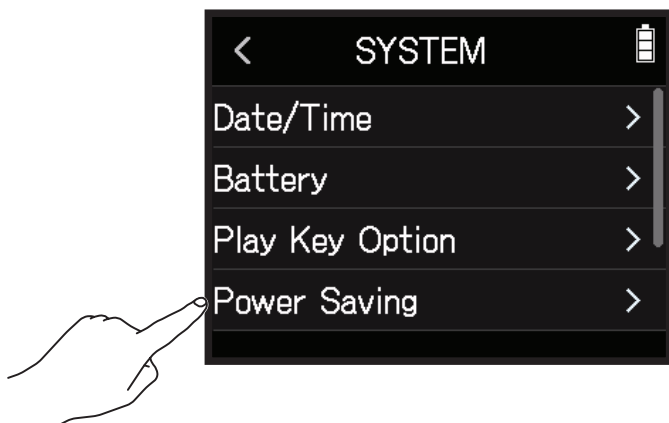 SYSTEM
Date/Time
Battery
Play Key Option
Power Saving